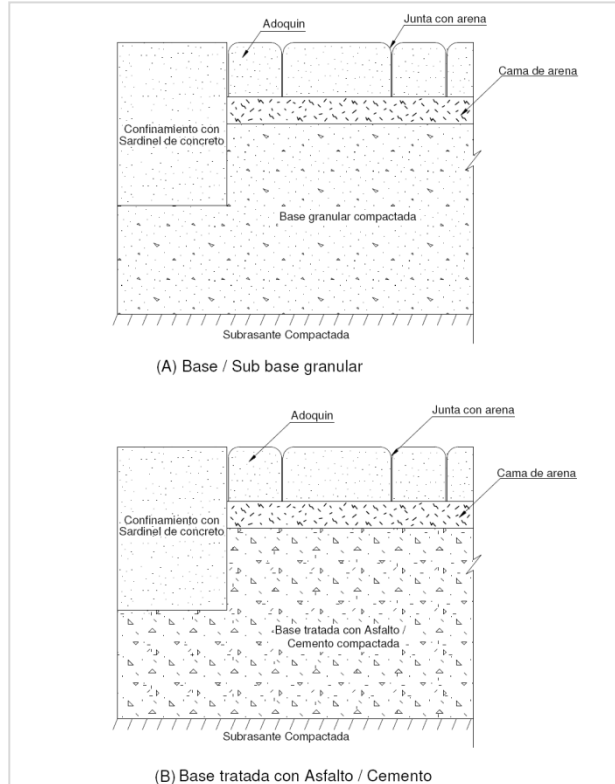 Adoquin
Junta con arena
Cama de arena
Confinamiento con
Sardinel de concreto
Base granular compactada
Subrasante Compactada
(A) Base / Sub base granular
Adoquin
Junta con arena
Cama de arena
Confinamiento con
Sardinel de concreto
Base tratada con Asfalto /
Cemento compactada
Subrasante Compactada
(B) Base tratada con Asfalto / Cemento